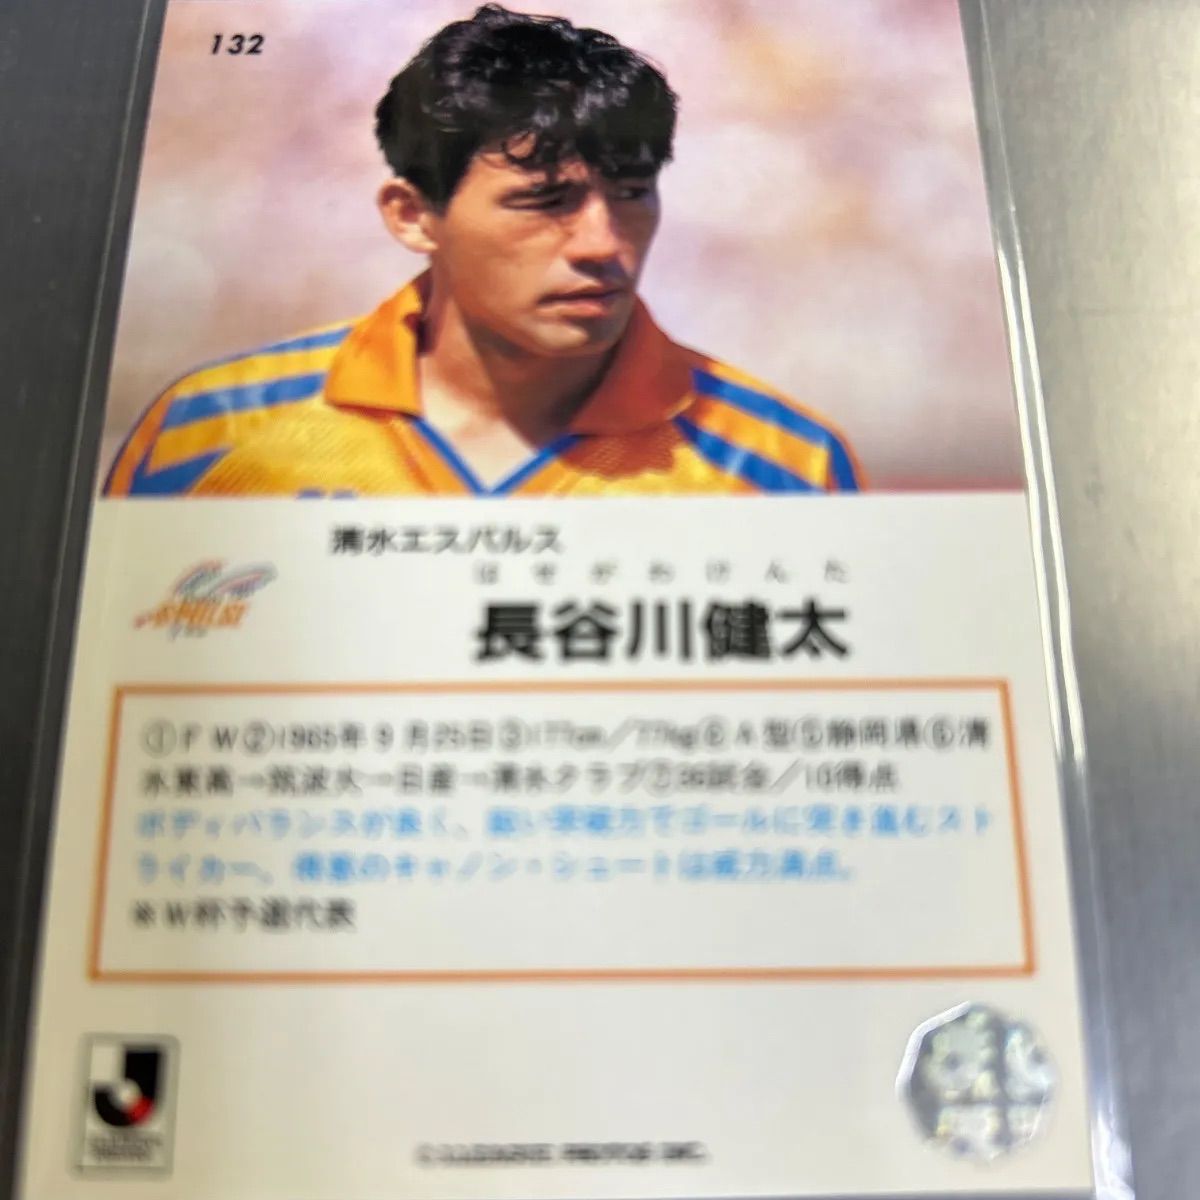 132
清水エスパルス
はせがわけんた
長谷川健太
①FW②1965年9月25日③177cm/77kg④A型⑤静岡県⑥清
水東高→筑波大→日産→清水クラブ⑦36試合/10得点
ボディバランスが良く、鋭い突破力でゴールに突き進むスト
ライカー。得意のキャノン・シュートは威力満点。
※W杯予選代表
S-PULSE
J.LEAGUE PHOTO INC.